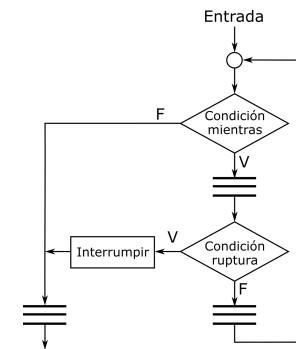 Entrada
Condición
mientras
F
V
Condición
ruptura
V
Interrumpir
F